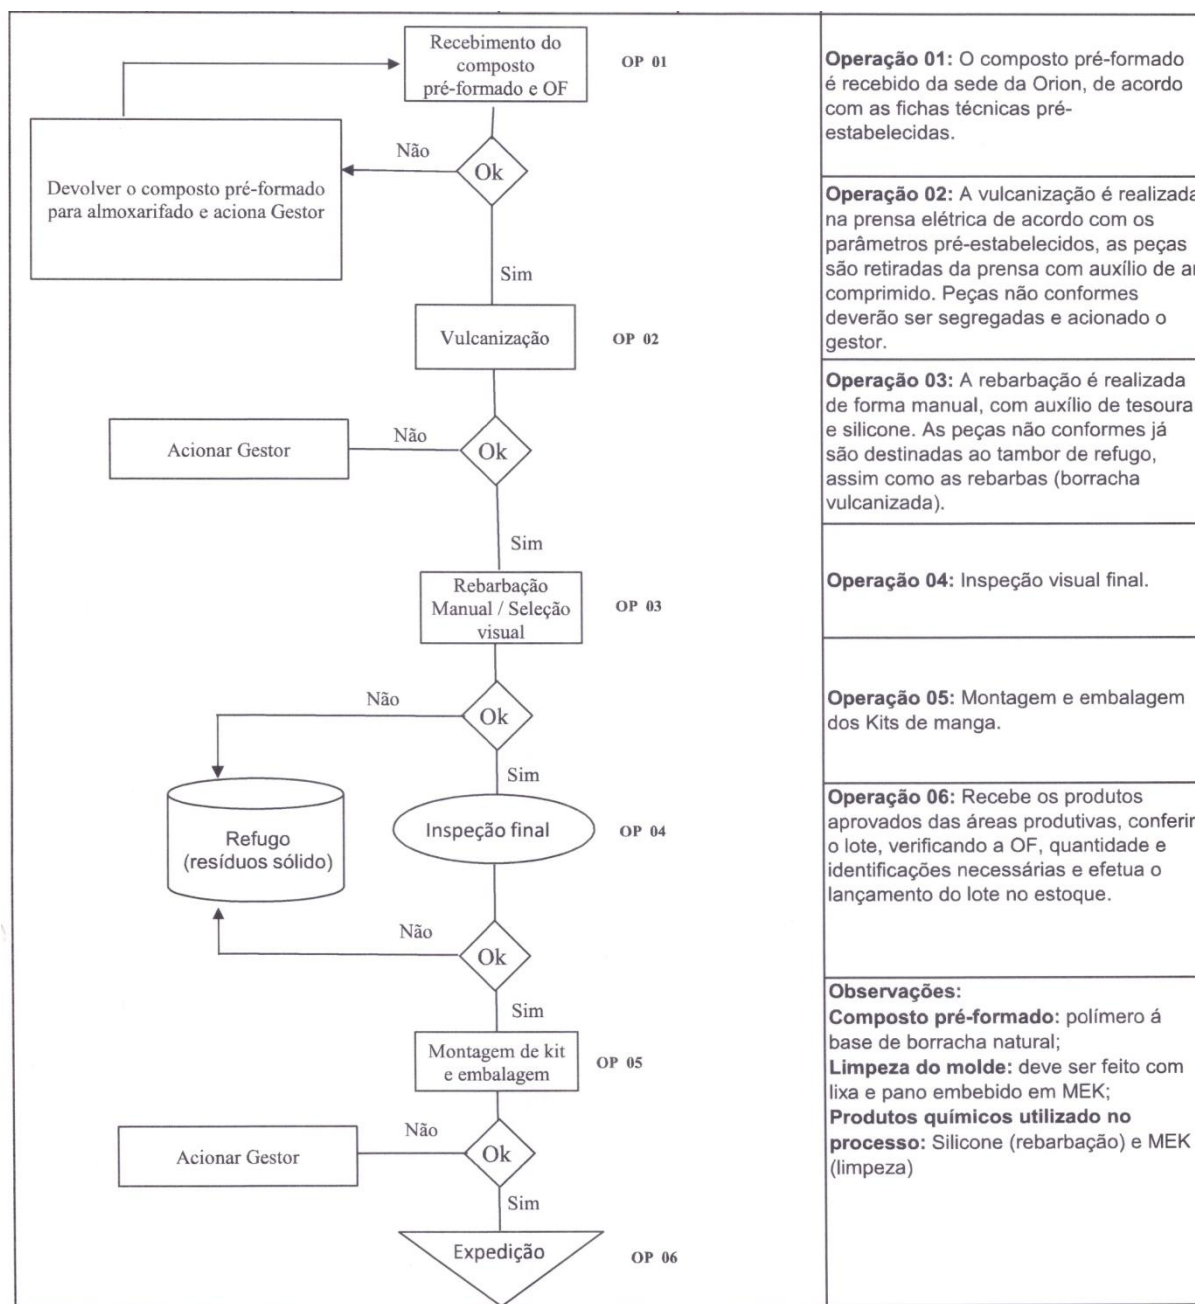 Recebimento do
composto
pré-formado e OF
OP 01
Não
Ok
Devolver o composto pré-formado
para almoxarifado e aciona Gestor
Sim
Vulcanização
OP 02
Não
Acionar Gestor
Ok
Sim
Rebarbação
Manual / Seleção
visual
OP 03
Não
Ok
Sim
Refugo
(resíduos sólido)
Inspeção final
OP 04
Não
Ok
Sim
Montagem de kit
e embalagem
OP 05
Não
Acionar Gestor
Ok
Sim
Expedição
OP 06
Operação 01: O composto pré-formado
é recebido da sede da Orion, de acordo
com as fichas técnicas pré-
estabelecidas.
Operação 02: A vulcanização é realizada
na prensa elétrica de acordo com os
parâmetros pré-estabelecidos, as peças
são retiradas da prensa com auxílio de ar
comprimido. Peças não conformes
deverão ser segregadas e acionado o
gestor.
Operação 03: A rebarbação é realizada
de forma manual, com auxílio de tesoura
e silicone. As peças não conformes já
são destinadas ao tambor de refugo,
assim como as rebarbas (borracha
vulcanizada).
Operação 04: Inspeção visual final.
Operação 05: Montagem e embalagem
dos Kits de manga.
Operação 06: Recebe os produtos
aprovados das áreas produtivas, conferir
o lote, verificando a OF, quantidade e
identificações necessárias e efetua o
lançamento do lote no estoque.
Observações:
Composto pré-formado: polímero á
base de borracha natural;
Limpeza do molde: deve ser feito com
lixa e pano embebido em MEK;
Produtos químicos utilizado no
processo: Silicone (rebarbação) e MEK
(limpeza)